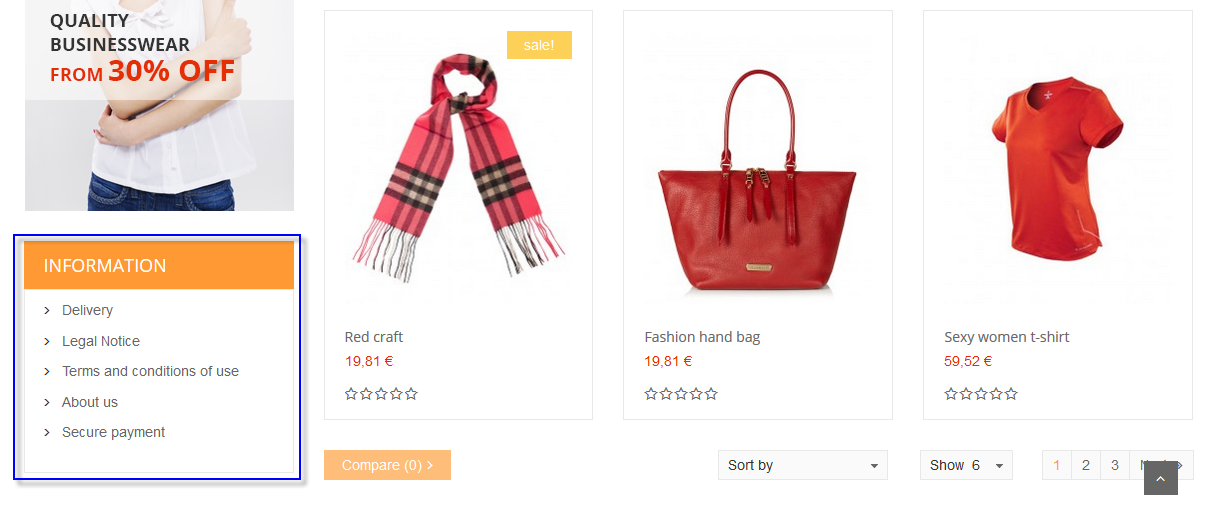 QUALITY
BUSINESSWEAR
FROM 30% OFF
INFORMATION
Delivery
Legal Notice
Terms and conditions of use
About us
Secure payment
sale!
Red craft
19,81 €
Fashion hand bag
19,81 €
Sexy women t-shirt
59,52 €
Compare (0)
Sort by
Show 6
1 2 3